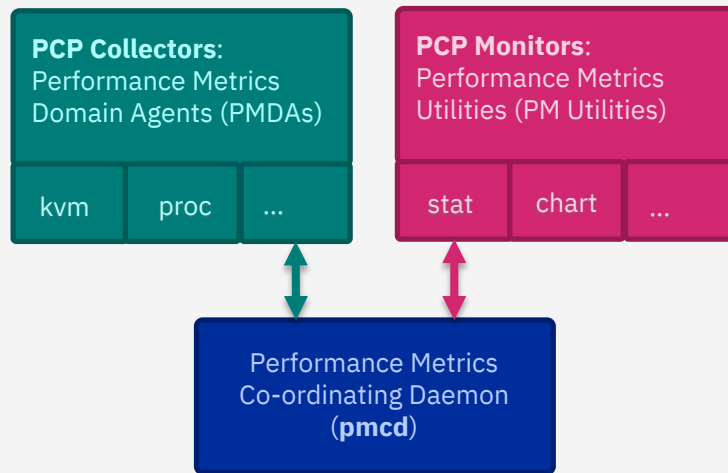 PCP Collectors:
Performance Metrics
Domain Agents (PMDAs)
kvm
proc
...
PCP Monitors:
Performance Metrics
Utilities (PM Utilities)
stat
chart
...
Performance Metrics
Co-ordinating Daemon
(pmcd)